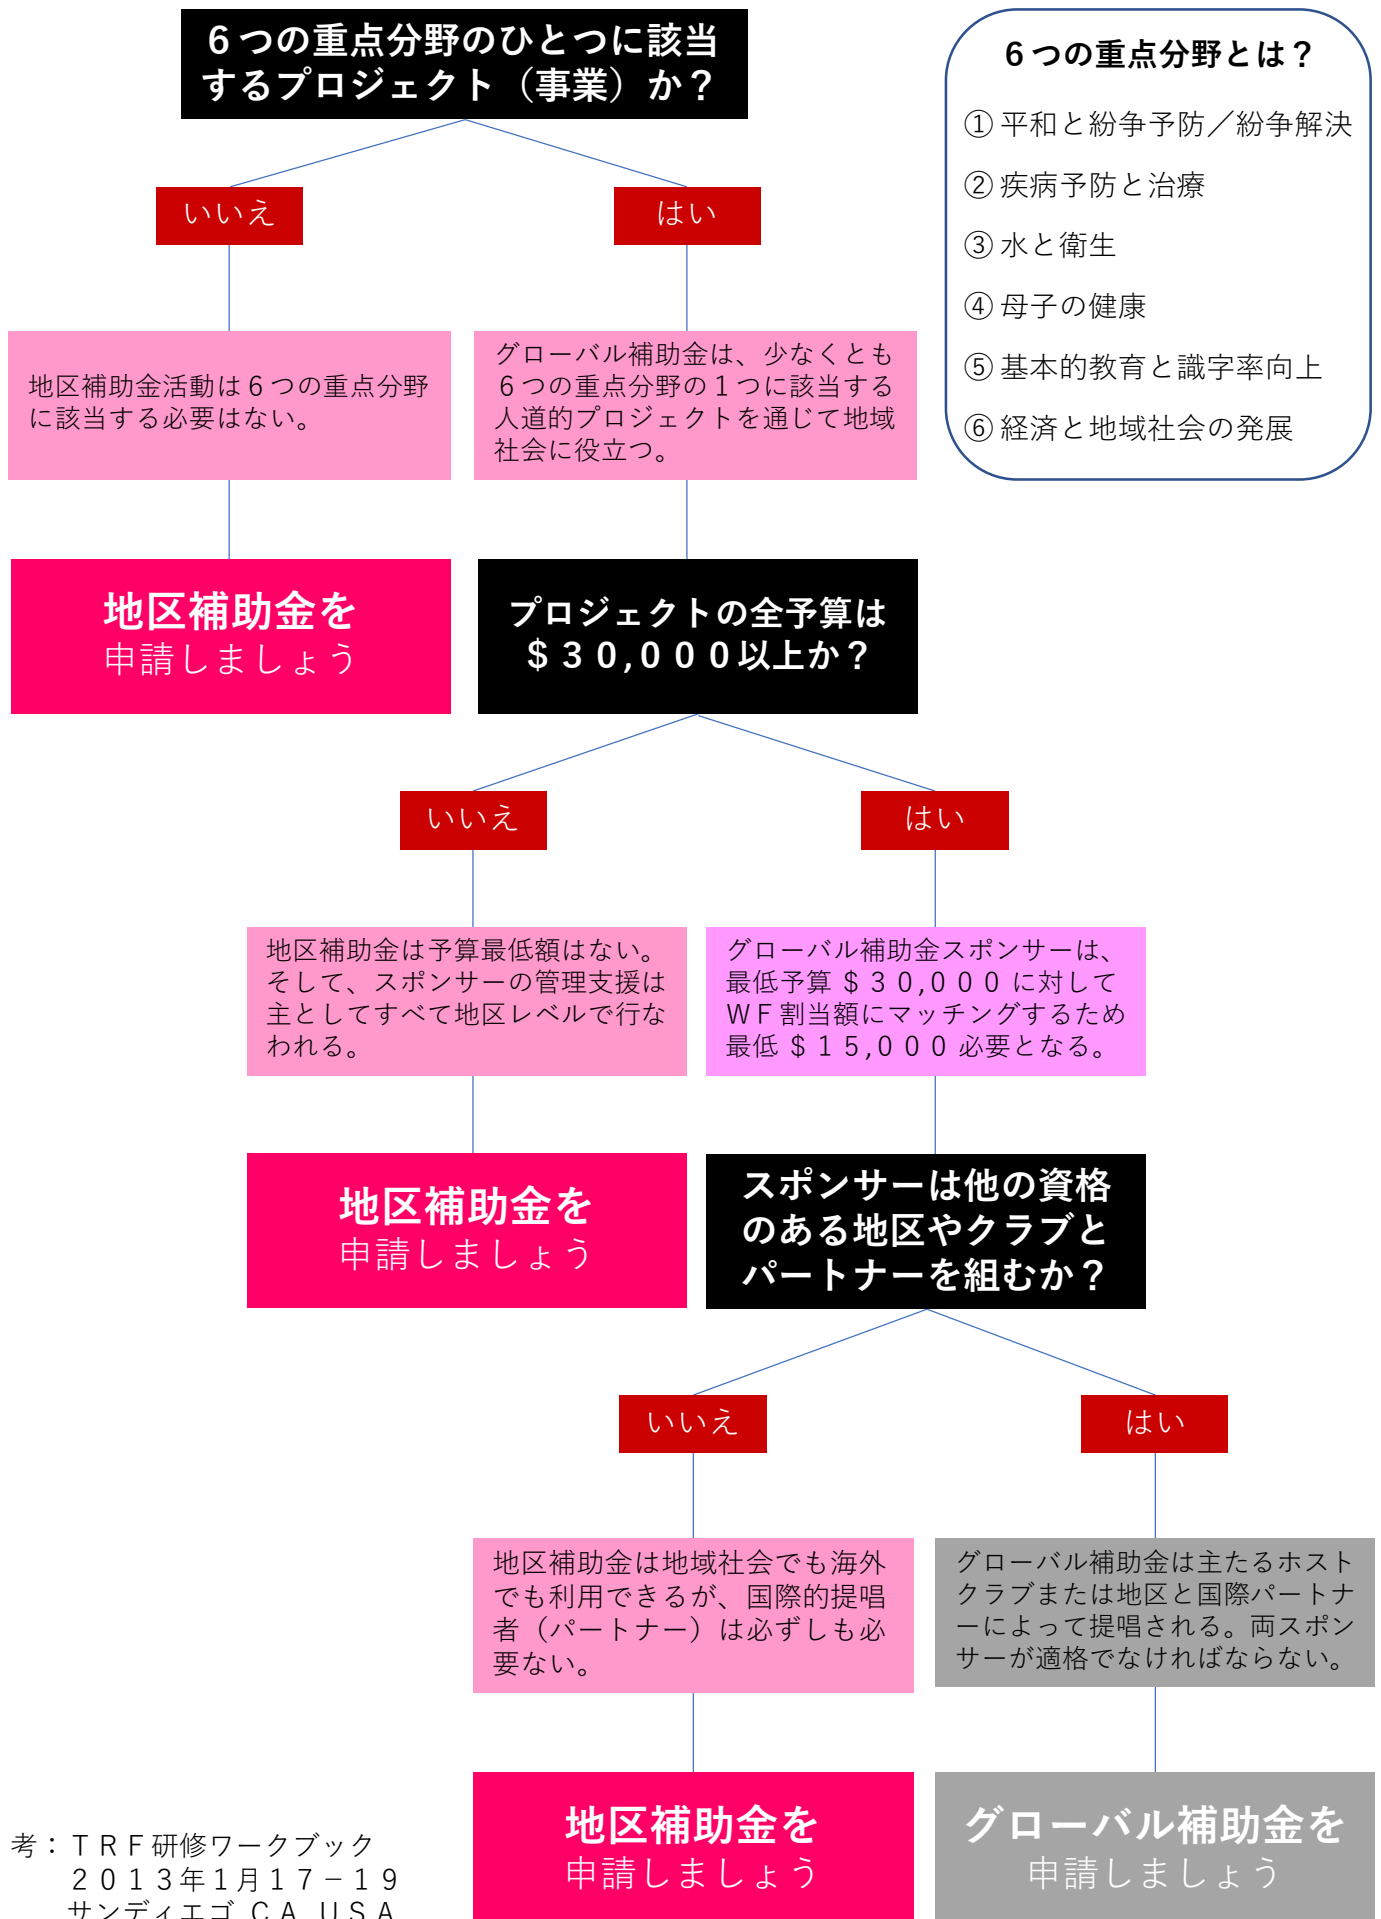 ６つの重点分野のひとつに該当
するプロジェクト（事業）か？
６つの重点分野とは？
①平和と紛争予防／紛争解決
②疾病予防と治療
③水と衛生
④母子の健康
⑤基本的教育と識字率向上
⑥経済と地域社会の発展
いいえ
はい
地区補助金活動は６つの重点分野
に該当する必要はない。
グローバル補助金は、少なくとも
６つの重点分野の１つに該当する
人道的プロジェクトを通じて地域
社会に役立つ。
地区補助金を
申請しましょう
プロジェクトの全予算は
＄３０,０００以上か？
いいえ
はい
地区補助金は予算最低額はない。
そして、スポンサーの管理支援は
主としてすべて地区レベルで行な
われる。
グローバル補助金スポンサーは、
最低予算＄３０,０００に対して
ＷＦ割当額にマッチングするため
最低＄１５,０００必要となる。
地区補助金を
申請しましょう
スポンサーは他の資格
のある地区やクラブと
パートナーを組むか？
いいえ
はい
地区補助金は地域社会でも海外
でも利用できるが、国際的提唱
者（パートナー）は必ずしも必
要ない。
グローバル補助金は主たるホスト
クラブまたは地区と国際パートナ
ーによって提唱される。両スポン
サーが適格でなければならない。
地区補助金を
申請しましょう
グローバル補助金を
申請しましょう
考：ＴＲＦ研修ワークブック
２０１３年１月１７－１９
サンディエゴ ＣＡ ＵＳＡ